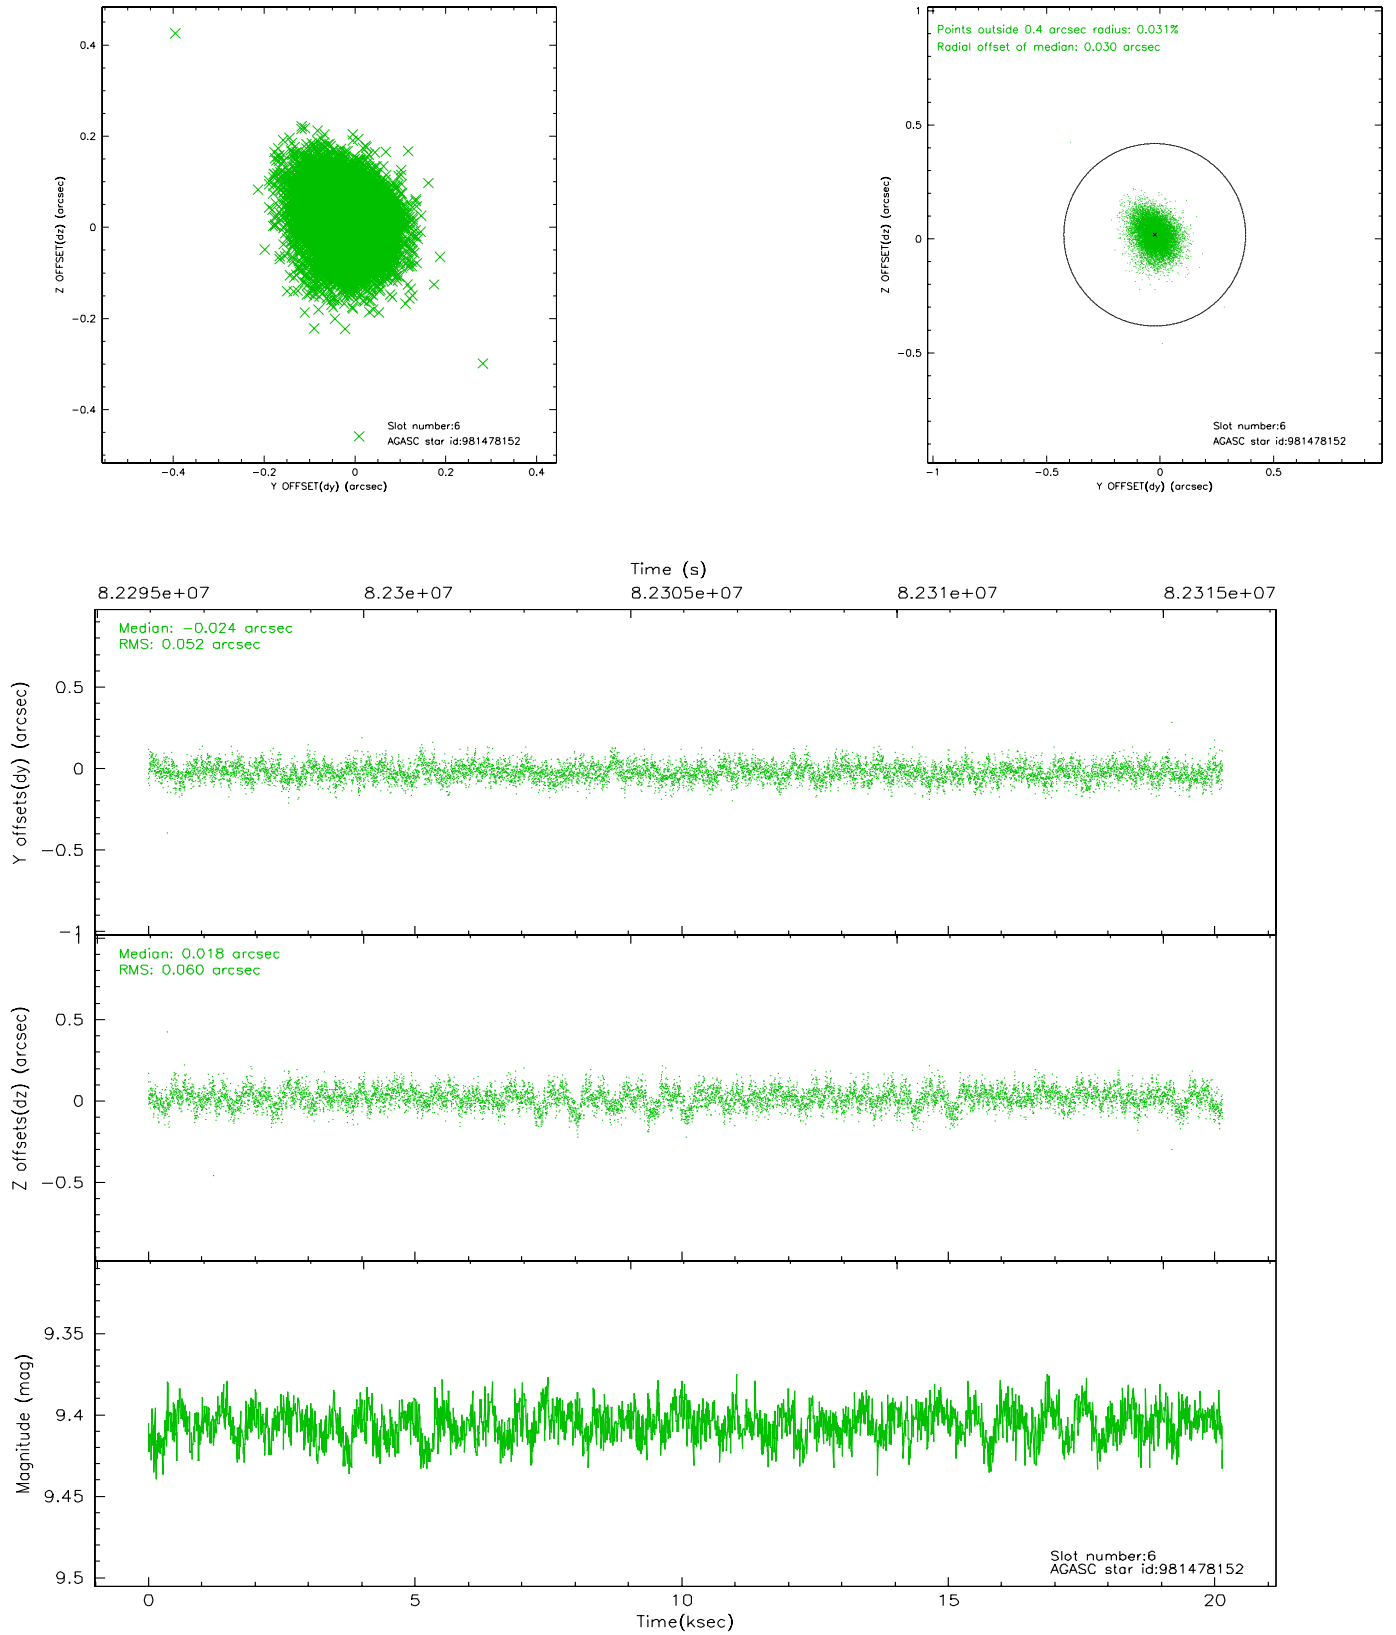 0.4
0.2
0
−0.2
−0.4
Z OFFSET(dz) (arcsec)
Slot number:6
AGASC star id:981478152
−0.4 −0.2 0 0.2 0.4
Y OFFSET(dy) (arcsec)
1
0.5
0
−0.5
Z OFFSET(dz) (arcsec)
Points outside 0.4 arcsec radius: 0.031%
Radial offset of median: 0.030 arcsec
Slot number:6
AGASC star id:981478152
−1 −0.5 0 0.5
Y OFFSET(dy) (arcsec)
Time (s)
8.2295e+07 8.23e+07 8.2305e+07 8.231e+07 8.2315e+07
Median: −0.024 arcsec
RMS: 0.052 arcsec
0.5
0
−0.5
−1
Y offsets(dy) (arcsec)
1
Median: 0.018 arcsec
RMS: 0.060 arcsec
0.5
0
−0.5
Z offsets(dz) (arcsec)
9.35
9.4
9.45
9.5
Magnitude (mag)
Slot number:6
AGASC star id:981478152
0 5 10 15 20
Time(ksec)